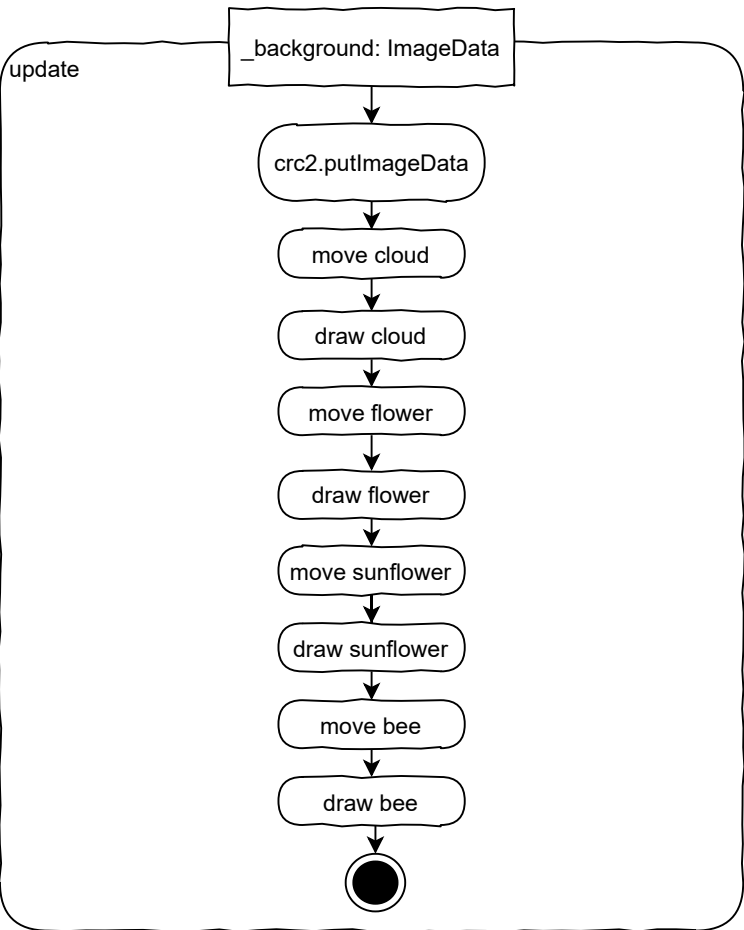 _background: ImageData
update
crc2.putImageData
move cloud
draw cloud
move flower
draw flower
move sunflower
draw sunflower
move bee
draw bee